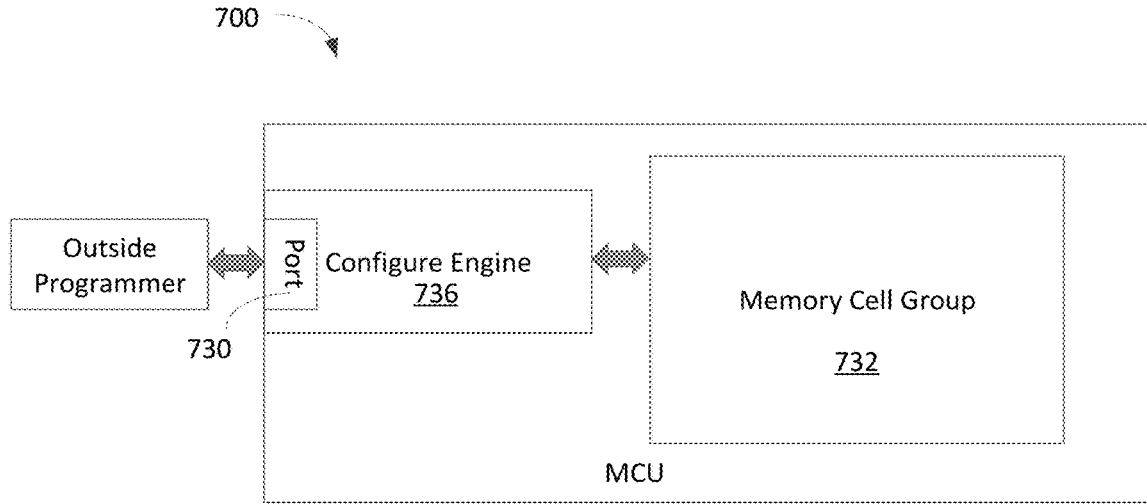 700
Outside
Programmer
Port
730
Configure Engine
736
Memory Cell Group
732
MCU